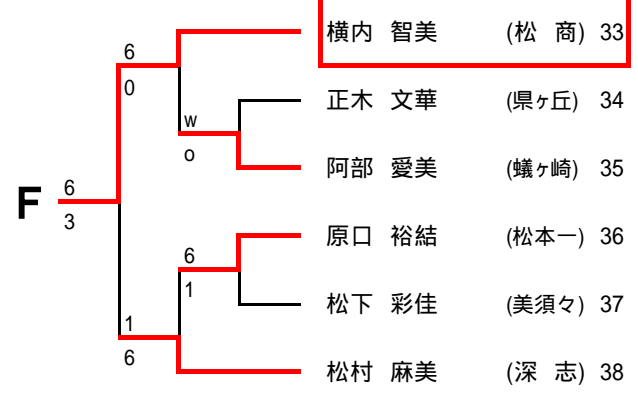 横内 智美 (松 商) 33
6
0
正木 文華 (県ヶ丘) 34
w
o
阿部 愛美 (蟻ヶ崎) 35
F 6
3
原口 裕結 (松本一) 36
6
1
松下 彩佳 (美須々) 37
1
6
松村 麻美 (深 志) 38